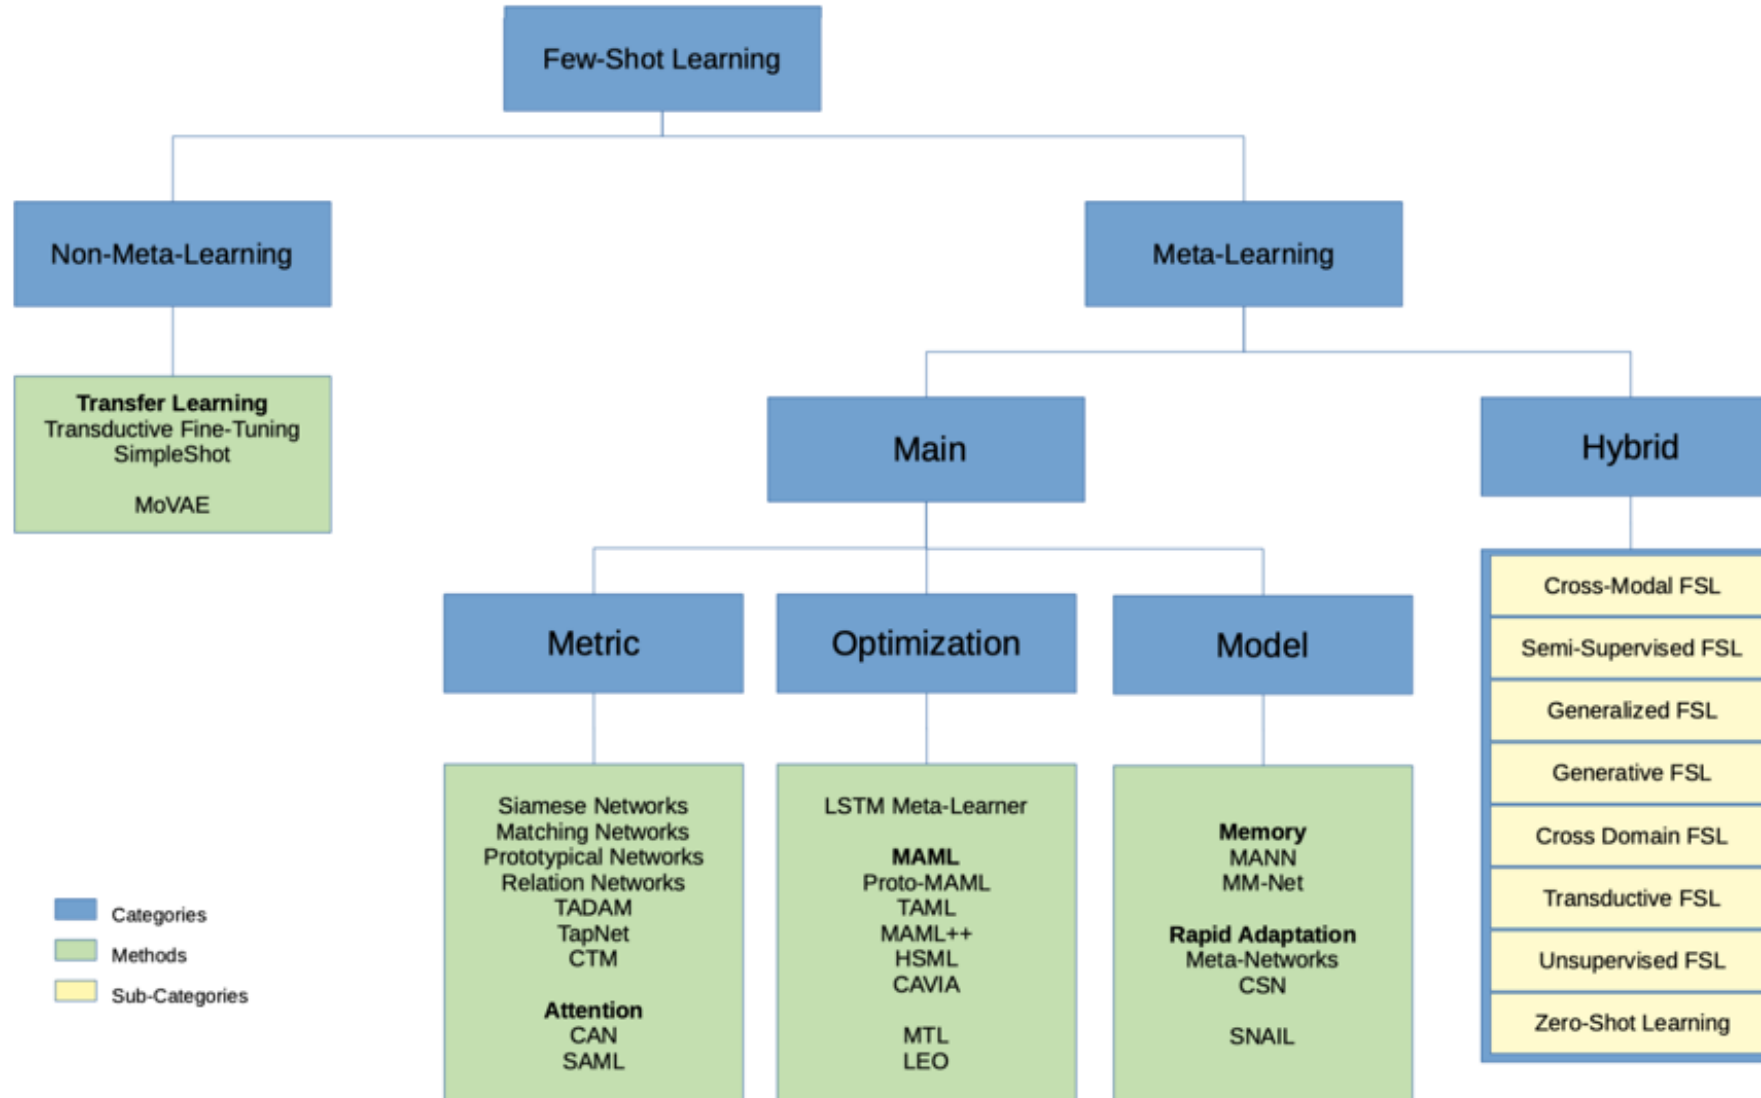 Few-Shot Learning
Non-Meta-Learning
Meta-Learning
Transfer Learning
Transductive Fine-Tuning
SimpleShot
MoVAE
Main
Hybrid
Metric
Optimization
Model
Siamese Networks
Matching Networks
Prototypical Networks
Relation Networks
TADAM
TapNet
CTM
Attention
CAN
SAML
LSTM Meta-Learner
MAML
Proto-MAML
TAML
MAML++
HSML
CAVIA
MTL
LEO
Memory
MANN
MM-Net
Rapid Adaptation
Meta-Networks
CSN
SNAIL
Cross-Modal FSL
Semi-Supervised FSL
Generalized FSL
Generative FSL
Cross Domain FSL
Transductive FSL
Unsupervised FSL
Zero-Shot Learning
Categories
Methods
Sub-Categories